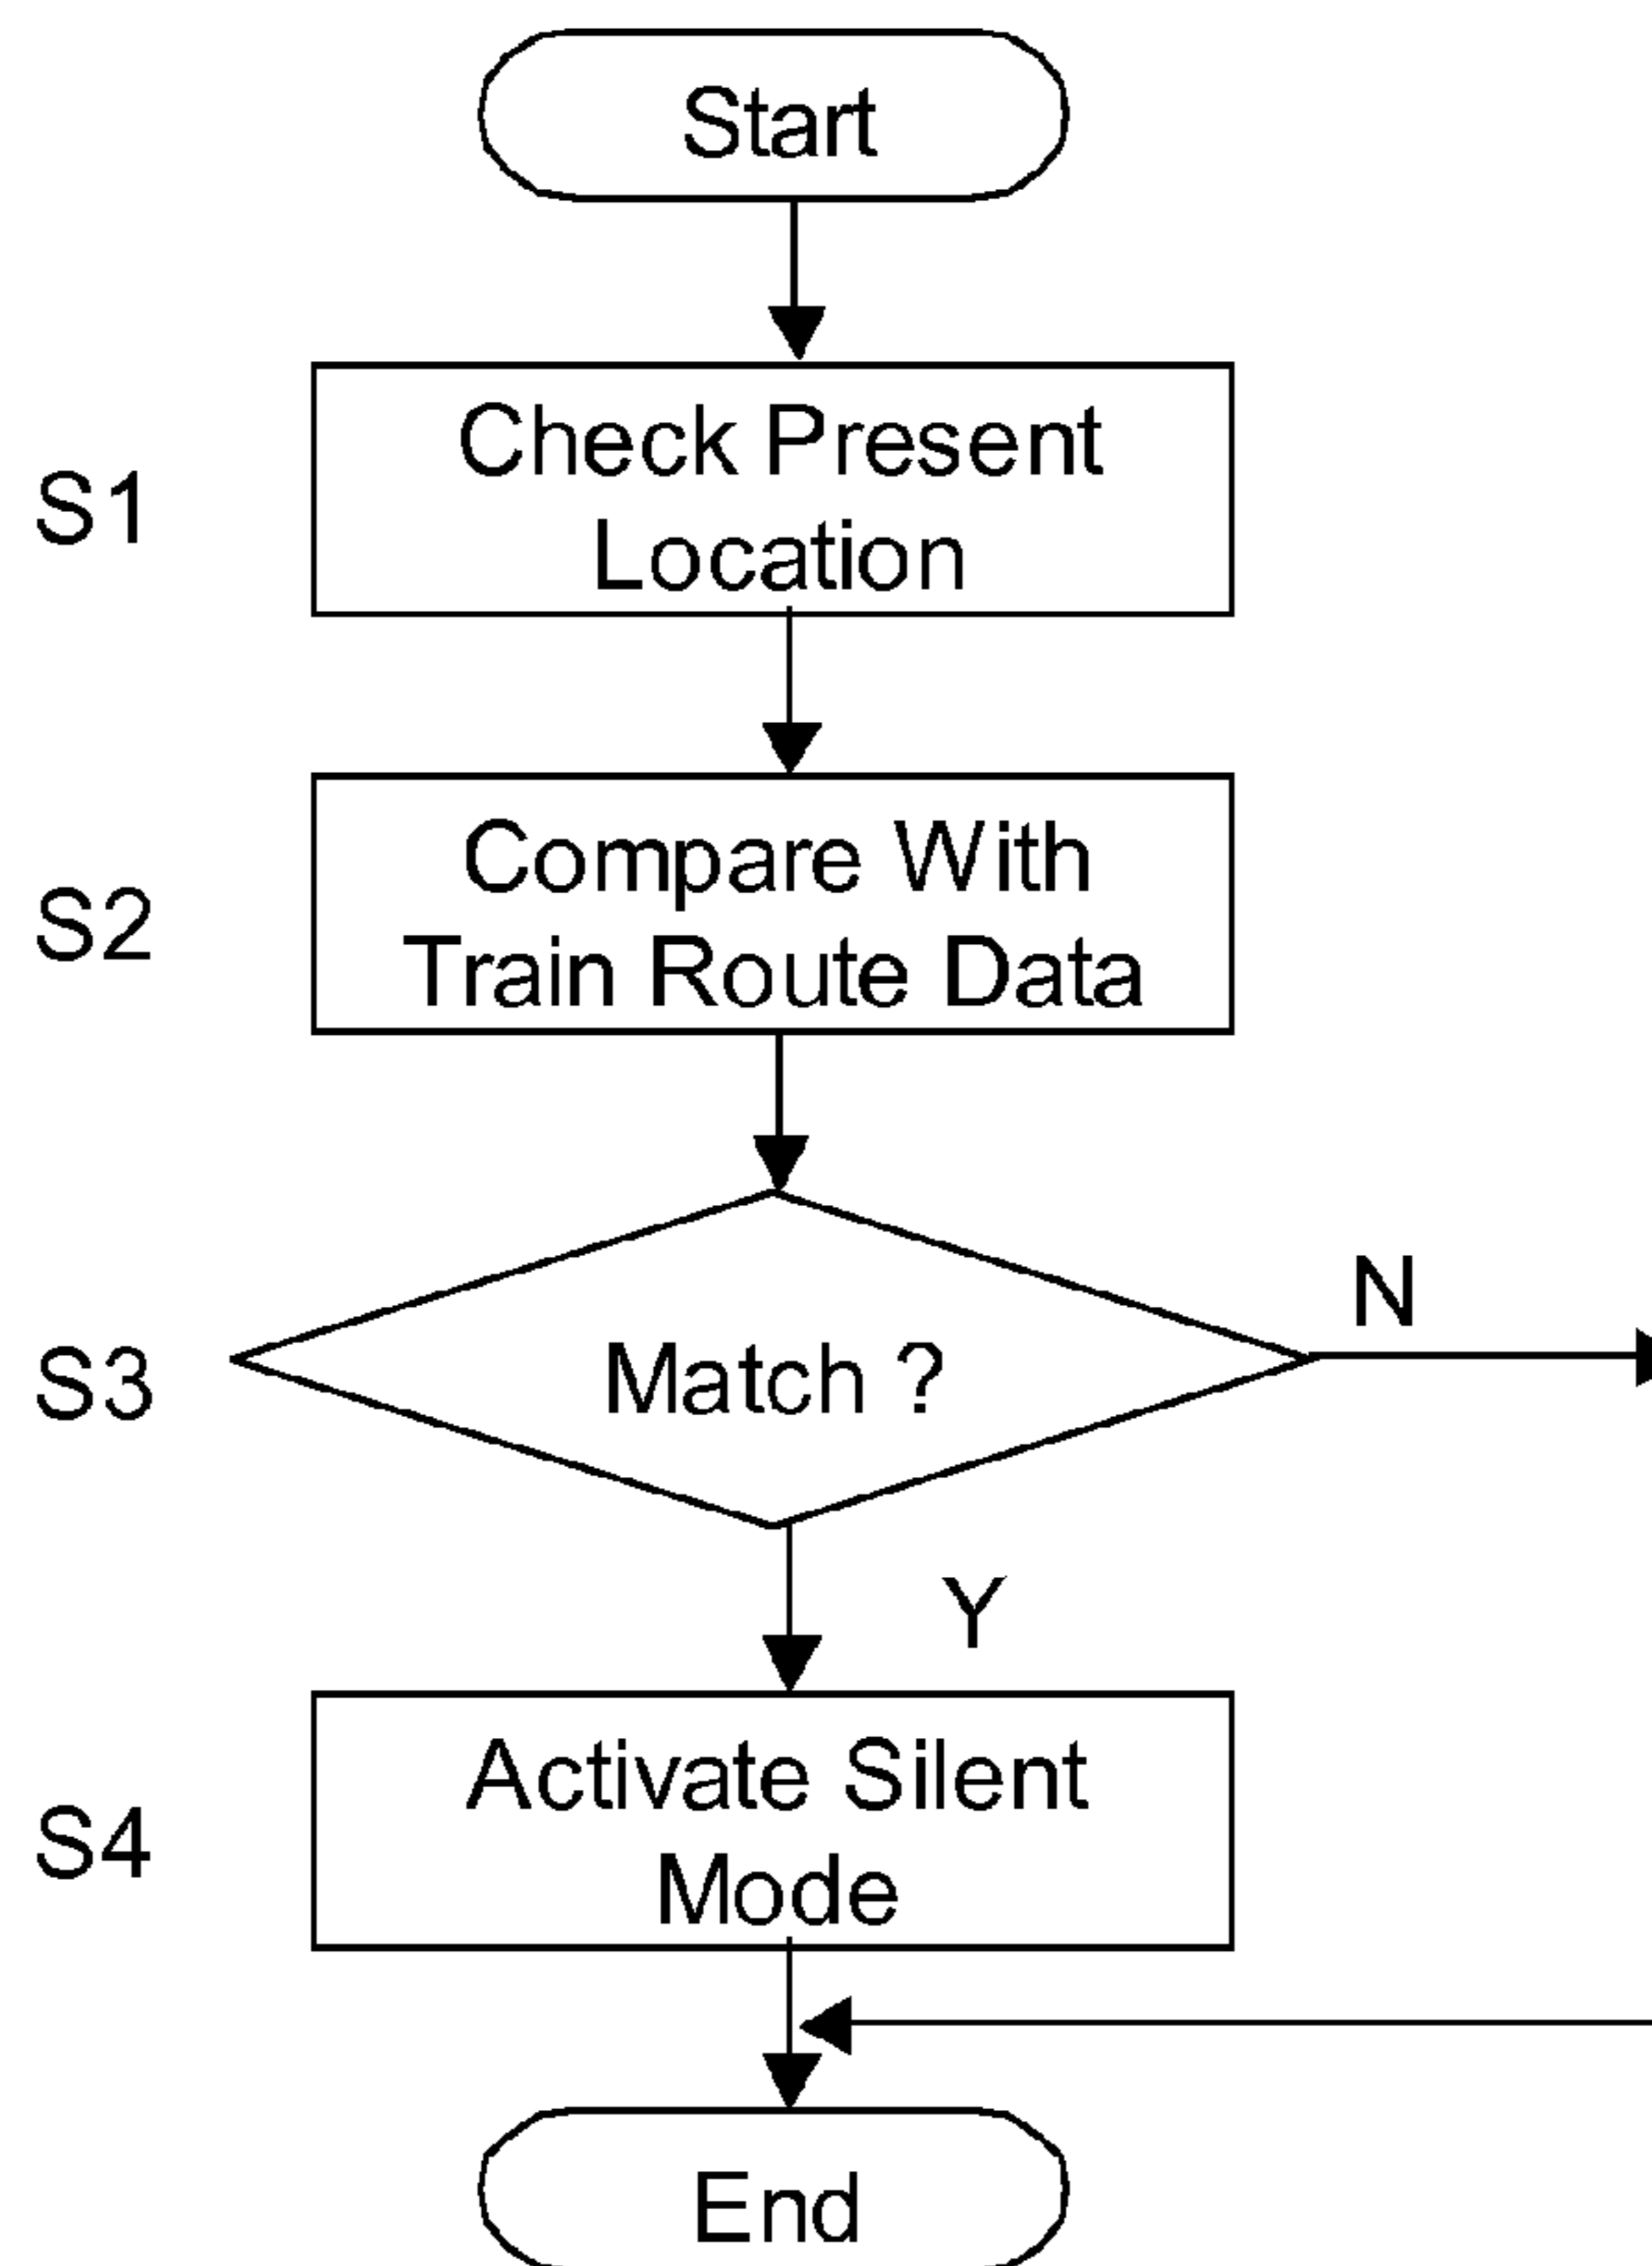 Start
S1
Check Present
Location
S2
Compare With
Train Route Data
S3
Match ?
N
Y
S4
Activate Silent
Mode
End